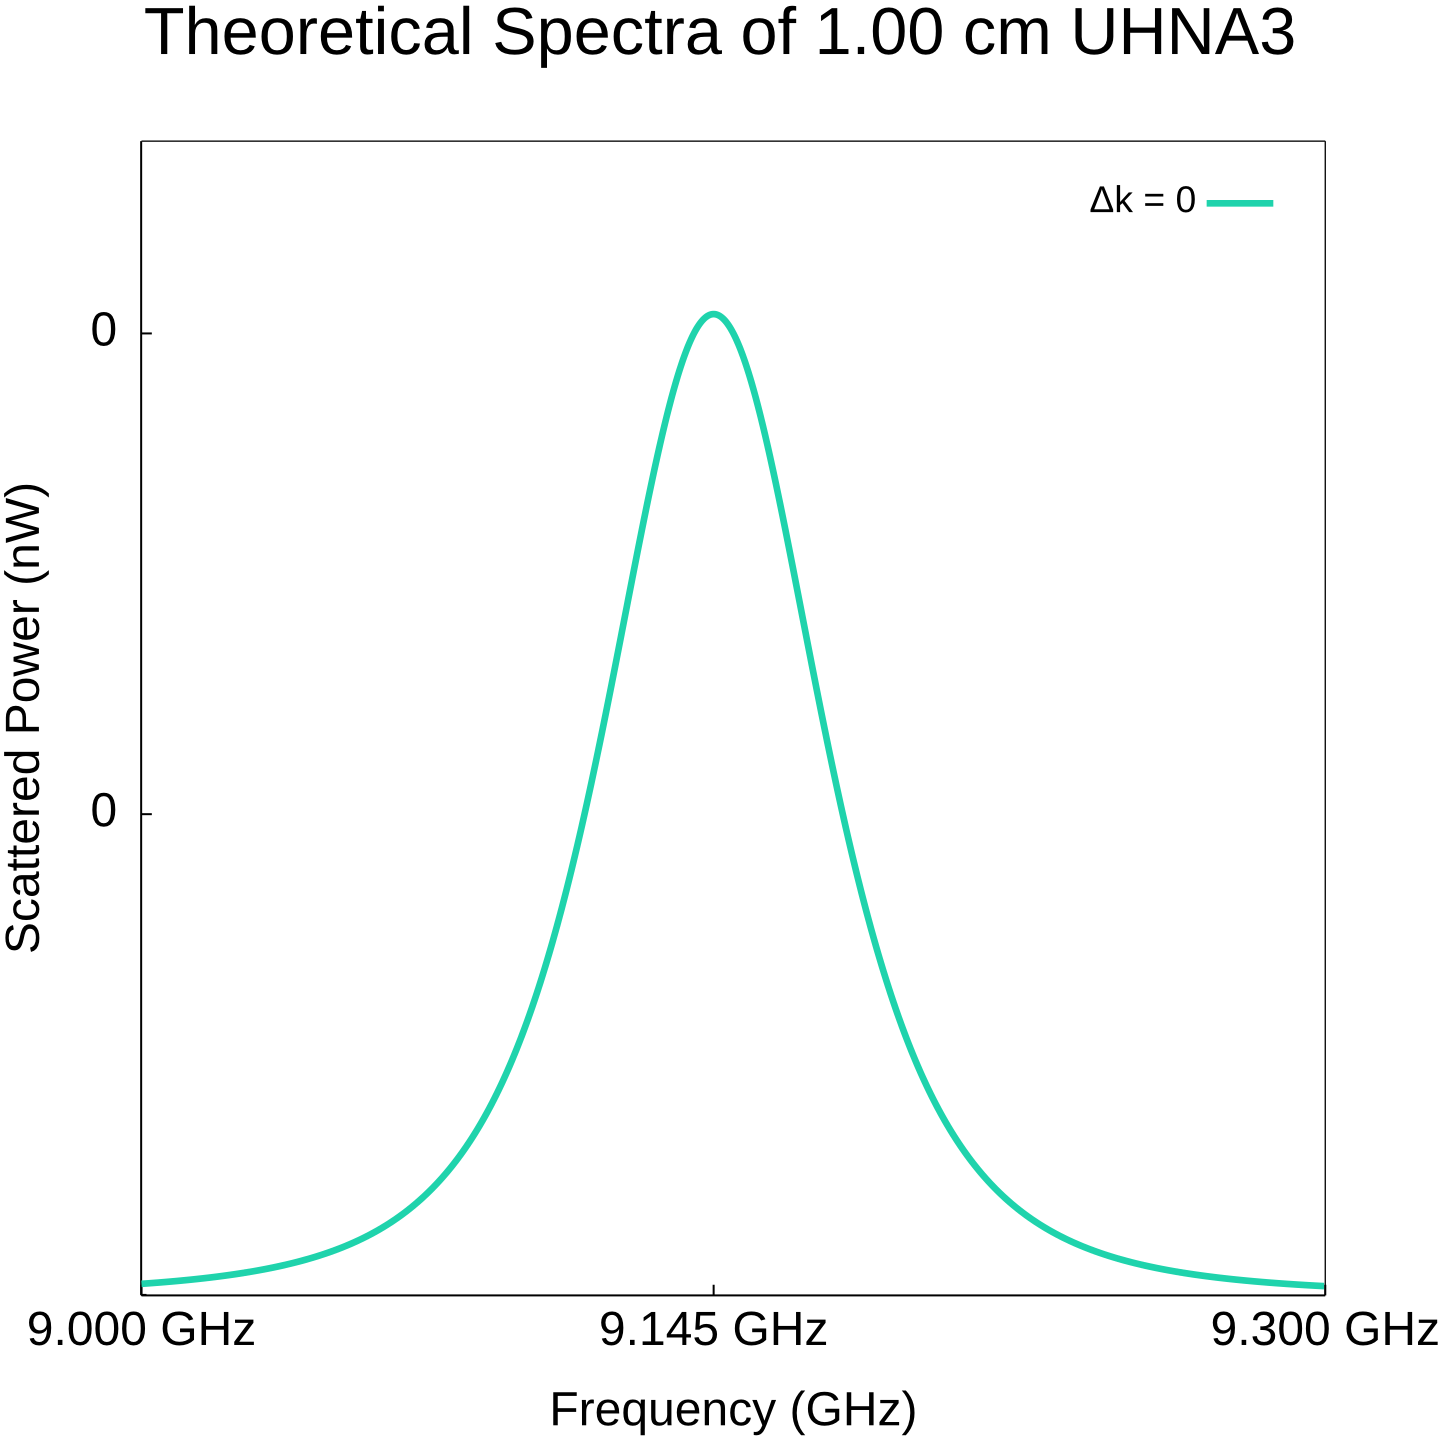 Theoretical Spectra of 1.00 cm UHNA3
Δk = 0
0
0
Scattered Power (nW)
9.000 GHz
9.145 GHz
9.300 GHz
Frequency (GHz)